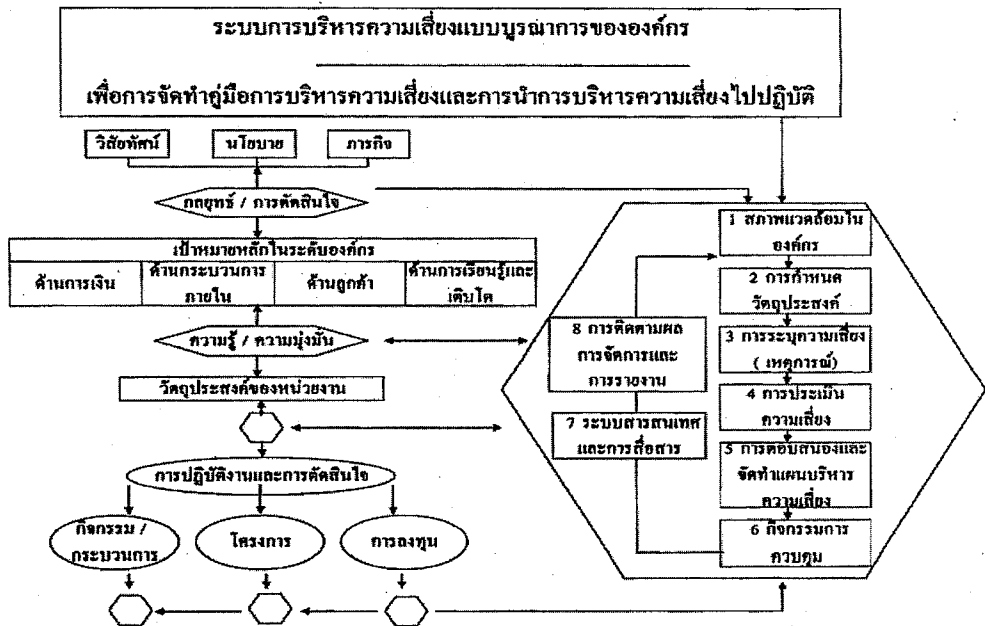 ระบบการบริหารความเสี่ยงแบบบูรณาการขององค์กร
เพื่อการจัดทำคู่มือการบริหารความเสี่ยงและการนำการบริหารความเสี่ยงไปปฏิบัติ
วิสัยทัศน์
นโยบาย
ภารกิจ
กลยุทธ์ / การตัดสินใจ
เป้าหมายหลักในระดับองค์กร
ด้านการเงิน
ด้านกระบวนการ
ภายใน
ด้านลูกค้า
ด้านการเรียนรู้และ
เติบโต
ความรู้ / ความมุ่งมั่น
วัตถุประสงค์ของหน่วยงาน
การปฏิบัติงานและการตัดสินใจ
กิจกรรม /
กระบวนการ
โครงการ
การลงทุน
1 สภาพแวดล้อมใน
องค์กร
2 การกำหนด
วัตถุประสงค์
3 การระบุความเสี่ยง
( เหตุการณ์)
4 การประเมิน
ความเสี่ยง
5 การตอบสนองและ
จัดทำแผนบริหาร
ความเสี่ยง
6 กิจกรรมการ
ควบคุม
7 ระบบสารสนเทศ
และการสื่อสาร
8 การติดตามผล
การจัดการและ
การรายงาน